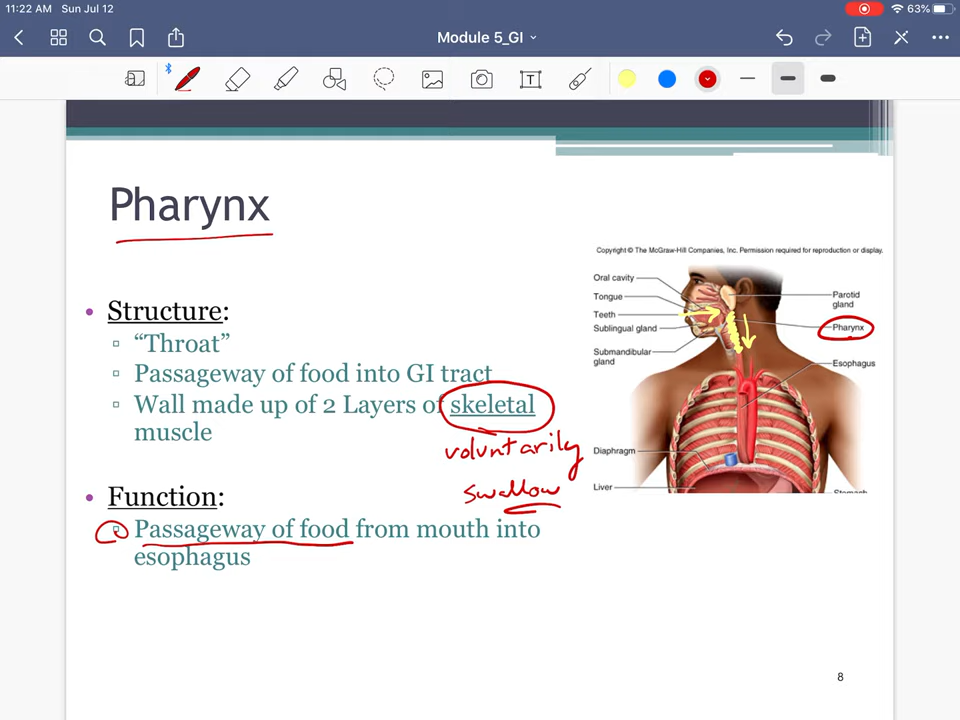 11:22 AM Sun Jul 12
63%
Module 5_GI
T
Pharynx
• Structure:
▫ “Throat”
▫ Passageway of food into GI tract
▫ Wall made up of 2 Layers of skeletal
muscle
voluntarily
swallow
• Function:
▫ Passageway of food from mouth into
esophagus
Copyright © The McGraw-Hill Companies, Inc. Permission required for reproduction or display.
Oral cavity
Tongue
Teeth
Sublingual gland
Submandibular
gland
Diaphragm
Liver
Parotid
gland
Pharynx
Esophagus
Stomach
8